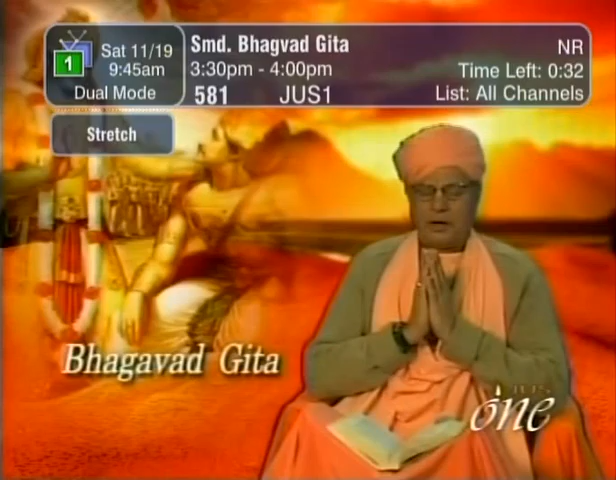 1
Sat 11/19
9:45am
Dual Mode
Smd. Bhagvad Gita
NR
3:30pm - 4:00pm
Time Left: 0:32
581 JUS1
List: All Channels
Stretch
Bhagavad Gita
JUS
one